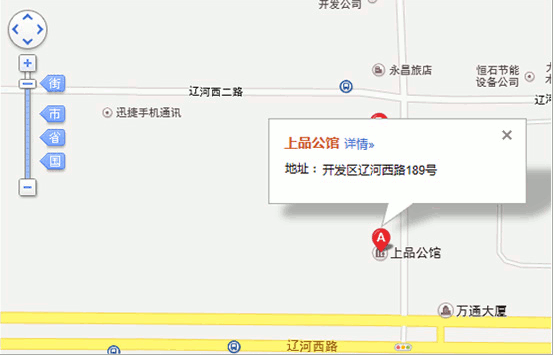 开发公司
永昌旅店
恒石节能
设备公司
辽河西二路
辽河
迅捷手机通讯
街
市
省
国
上品公馆 详情»
地址：开发区辽河西路189号
A
上品公馆
万通大厦
辽河西路